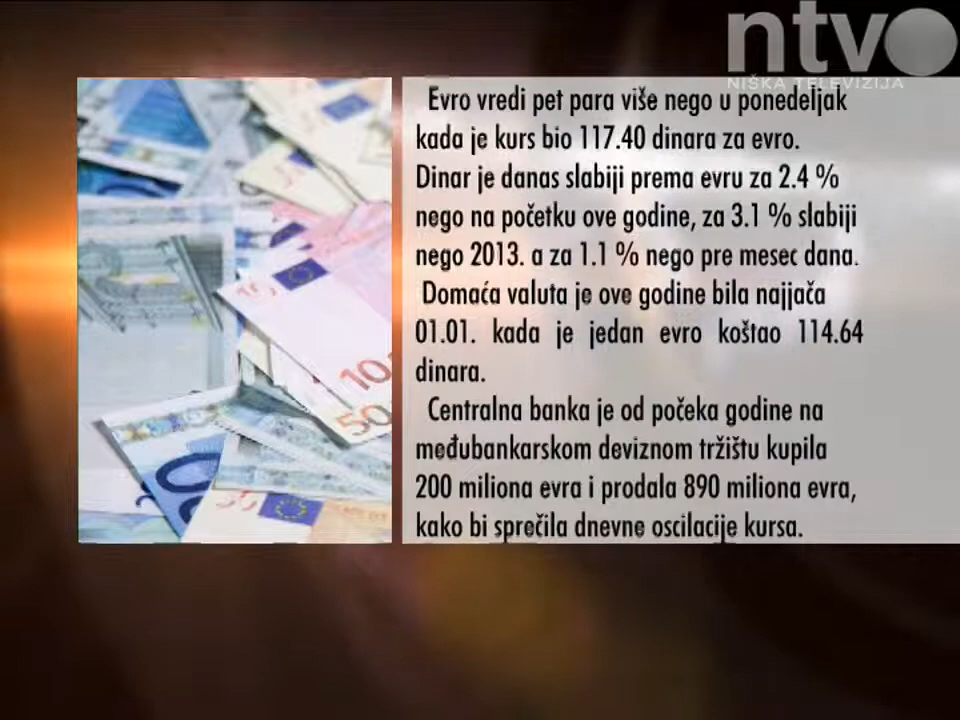 ntvo
NIŠKA TELEVIZIJA
Evro vredi pet para više nego u ponedeljak
kada je kurs bio 117.40 dinara za evro.
Dinar je danas slabiji prema evru za 2.4 %
nego na početku ove godine, za 3.1 % slabiji
nego 2013. a za 1.1 % nego pre mesec dana.
Domaća valuta je ove godine bila najjača
01.01. kada je jedan evro koštao 114.64
dinara.
Centralna banka je od počeka godine na
međubankarskom deviznom tržištu kupila
200 miliona evra i prodala 890 miliona evra,
kako bi sprečila dnevne oscilacije kursa.
10
50
20